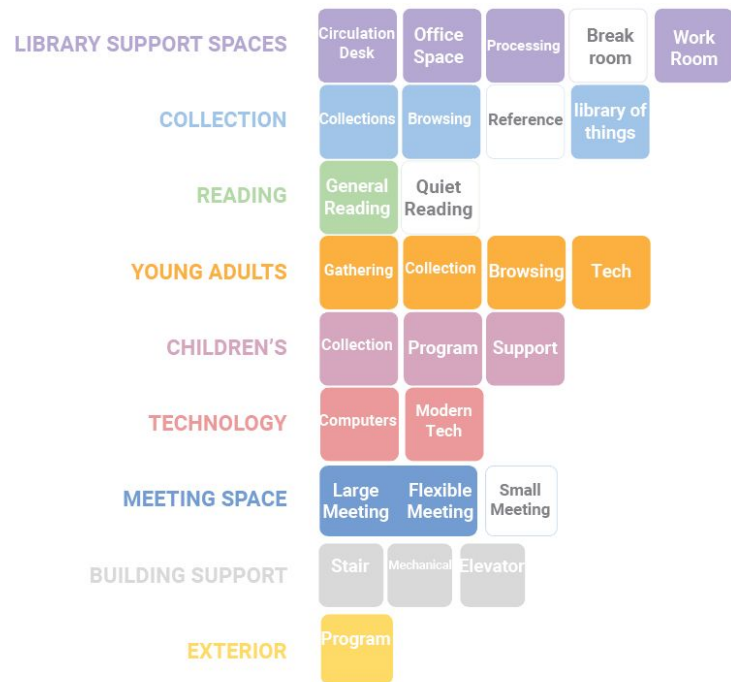 LIBRARY SUPPORT SPACES
Circulation Desk
Office Space
Processing
Break room
Work Room
COLLECTION
Collections
Browsing
Reference
library of things
READING
General Reading
Quiet Reading
YOUNG ADULTS
Gathering
Collection
Browsing
Tech
CHILDREN'S
Collection
Program
Support
TECHNOLOGY
Computers
Modern Tech
MEETING SPACE
Large Meeting
Flexible Meeting
Small Meeting
BUILDING SUPPORT
Stair
Mechanical
Elevator
EXTERIOR
Program